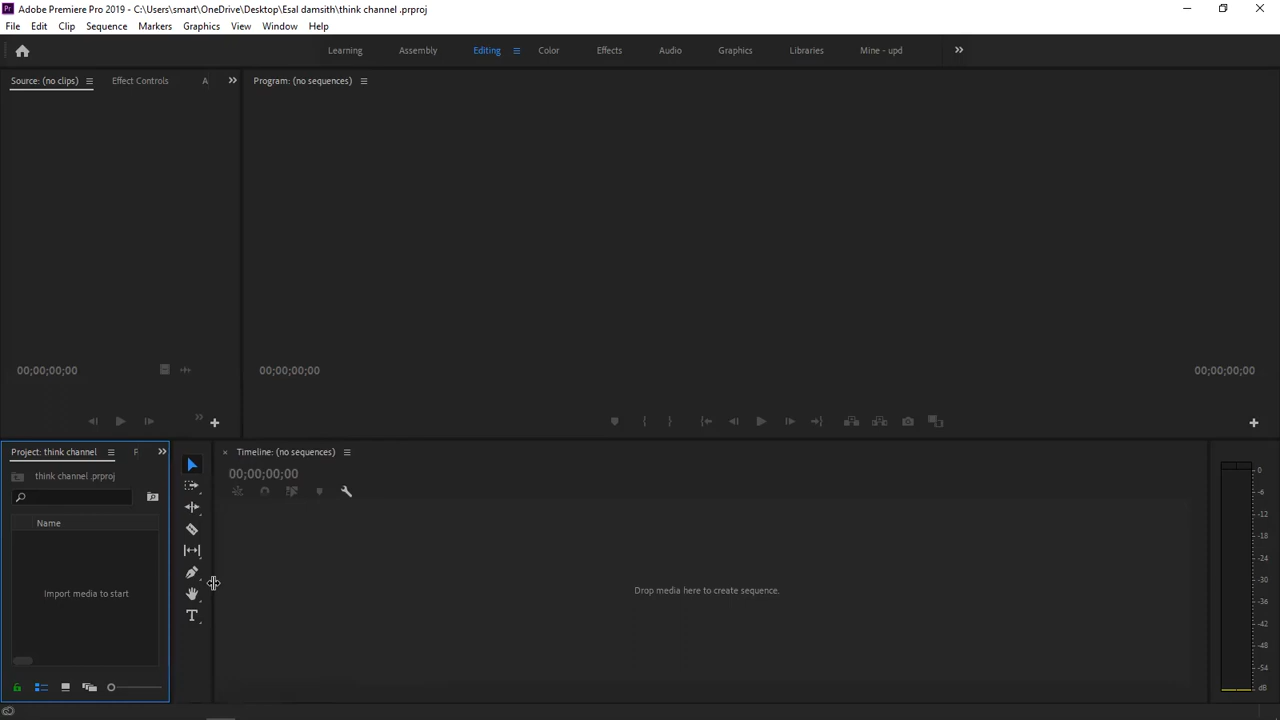 Adobe Premiere Pro 2019 - C:\Users\smart\OneDrive\Desktop\Esal damsith\think channel .prproj
File Edit Clip Sequence Markers Graphics View Window Help
Learning Assembly Editing Color Effects Audio Graphics Libraries Mine - upd
Source: (no clips) Effect Controls A
Program: (no sequences)
00;00;00;00
00;00;00;00 00;00;00;00
Project: think channel
think channel .prproj
Name
Import media to start
Timeline: (no sequences)
00;00;00;00
Drop media here to create sequence.
0
-6
-12
-18
-24
-30
-36
-42
-48
-54
dB